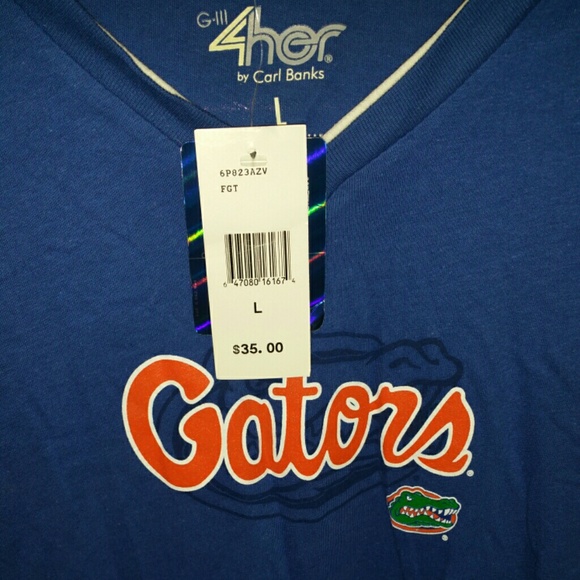 G-III
4her®
by Carl Banks
L
6P023AZV
FGT
6 47080 16167 4
L
$35.00
Gators®
®